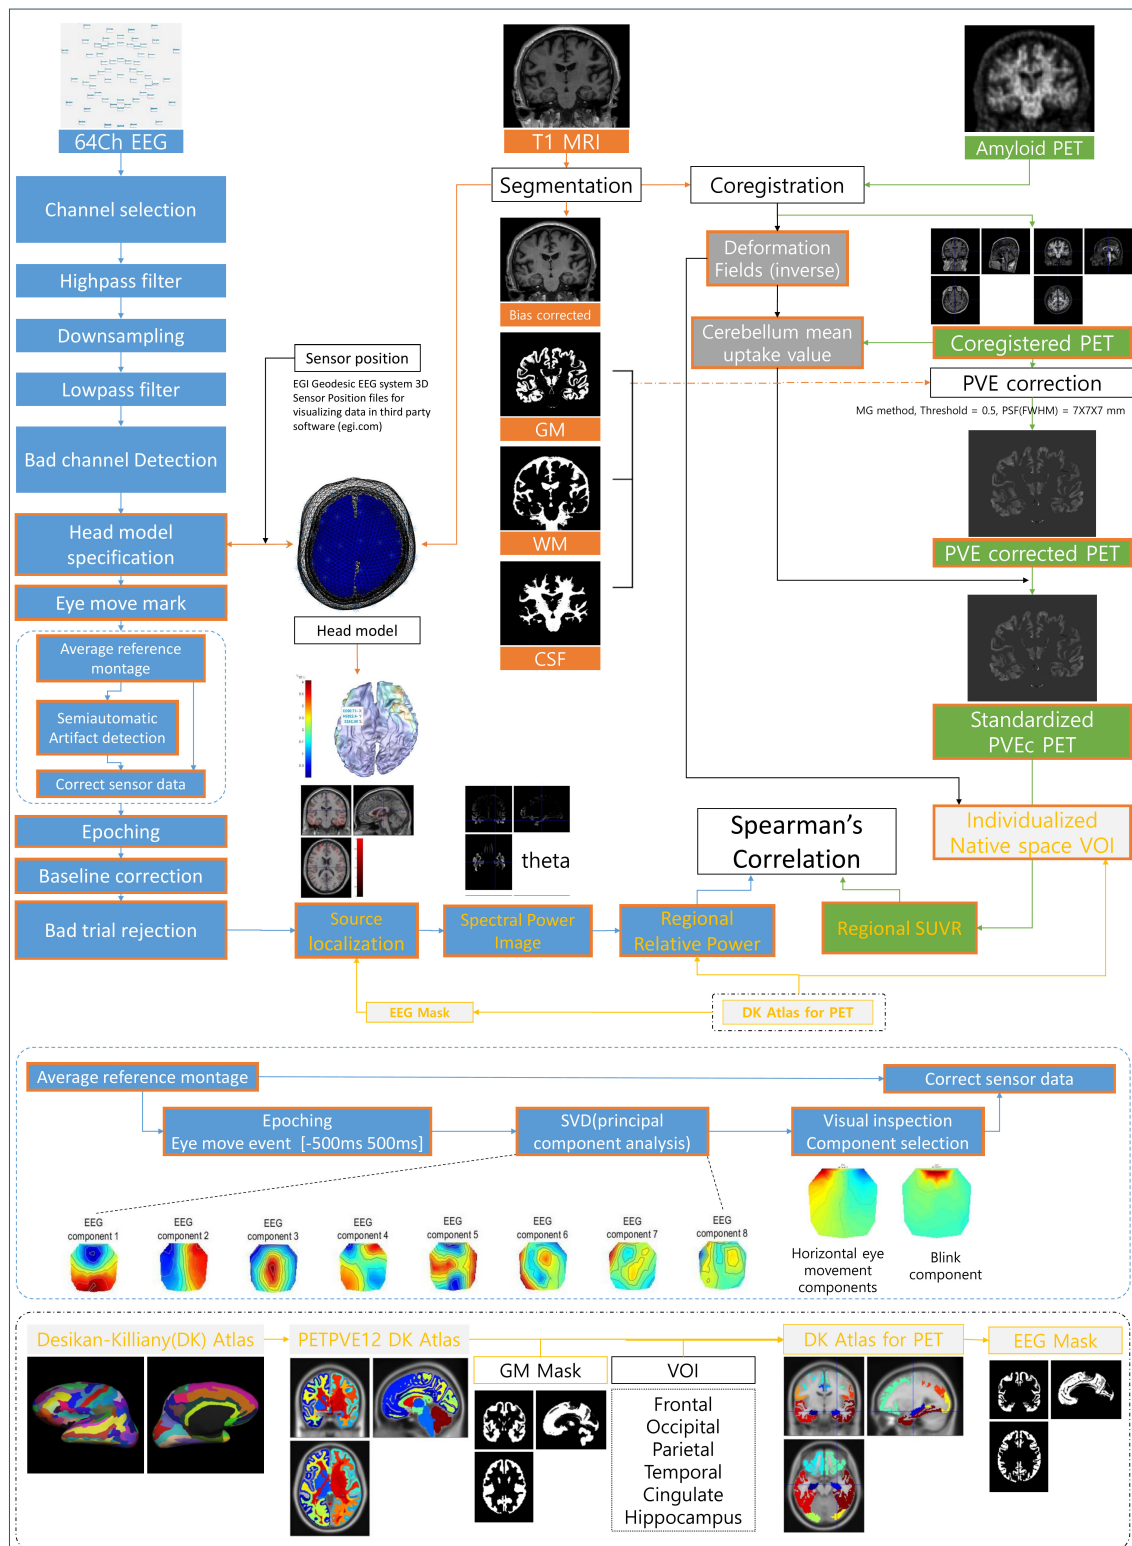 64Ch EEG
T1 MRI
Amyloid PET
Channel selection
Segmentation
Coregistration
Highpass filter
Deformation
Fields (inverse)
Bias corrected
Downsampling
Cerebellum mean
uptake value
Coregistered PET
Sensor position
EGI Geodesic EEG system 3D
Sensor Position files for
visualizing data in third party
software (egi.com)
Lowpass filter
PVE correction
MG method, Threshold = 0.5, PSF(FWHM) = 7X7X7 mm
GM
Bad channel Detection
Head model
specification
WM
PVE corrected PET
Eye move mark
Head model
CSF
Average reference
montage
Semiautomatic
Artifact detection
Correct sensor data
Standardized
PVEc PET
Epoching
Spearman's
Correlation
Individualized
Native space VOI
theta
Baseline correction
Bad trial rejection
Source
localization
Spectral Power
Image
Regional
Relative Power
Regional SUVR
EEG Mask
DK Atlas for PET
Average reference montage
Correct sensor data
Epoching
Eye move event [-500ms 500ms]
SVD(principal
component analysis)
Visual inspection
Component selection
EEG
component 1
EEG
component 2
EEG
component 3
EEG
component 4
EEG
component 5
EEG
component 6
EEG
component 7
EEG
component 8
Horizontal eye
movement
components
Blink
component
Desikan-Killiany(DK) Atlas
PETPVE12 DK Atlas
DK Atlas for PET
EEG Mask
GM Mask
VOI
Frontal
Occipital
Parietal
Temporal
Cingulate
Hippocampus